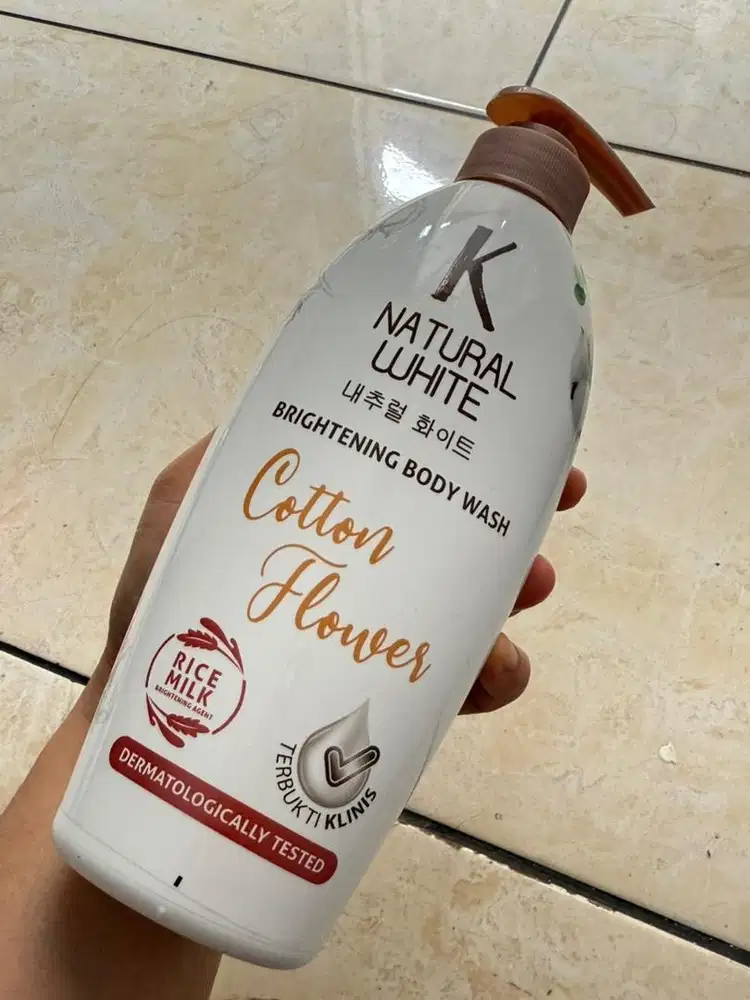 K
NATURAL
WHITE
내추럴 화이트
BRIGHTENING BODY WASH
Cotton
Flower
RICE
MILK
BRIGHTENING AGENT
TERBUKTI KLINIS
DERMATOLOGICALLY TESTED